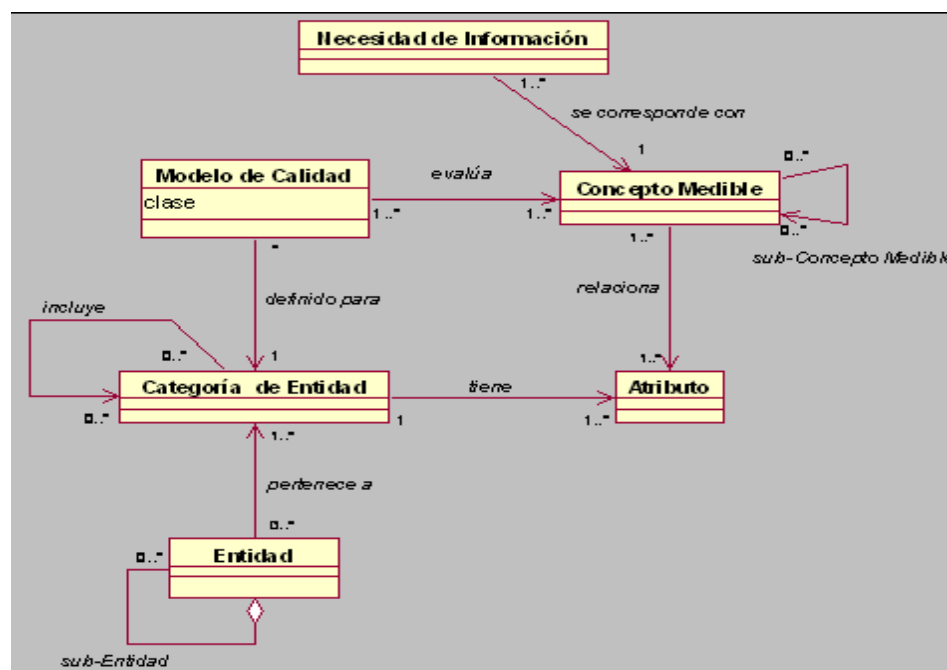 Necesidad de Información
1..*
se corresponde con
1
0..*
Modelo de Calidad
clase
evalúa
1..*
1..*
Concepto Medible
0..*
*
1..*
sub-Concepto Medible
definido para
relaciona
incluye
0..*
1
1..*
Categoría de Entidad
tiene
Atributo
0..*
1..*
1
1..*
pertenece a
0..*
0..*
Entidad
sub-Entidad